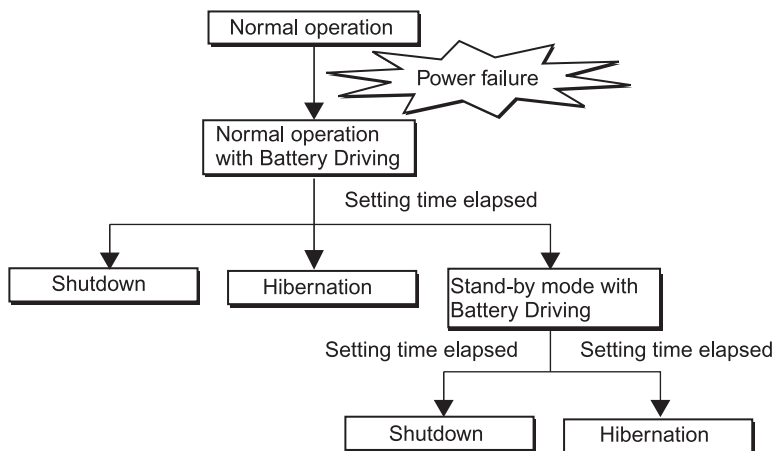 Normal operation
Power failure
Normal operation
with Battery Driving
Setting time elapsed
Shutdown
Hibernation
Stand-by mode with
Battery Driving
Setting time elapsed
Setting time elapsed
Shutdown
Hibernation